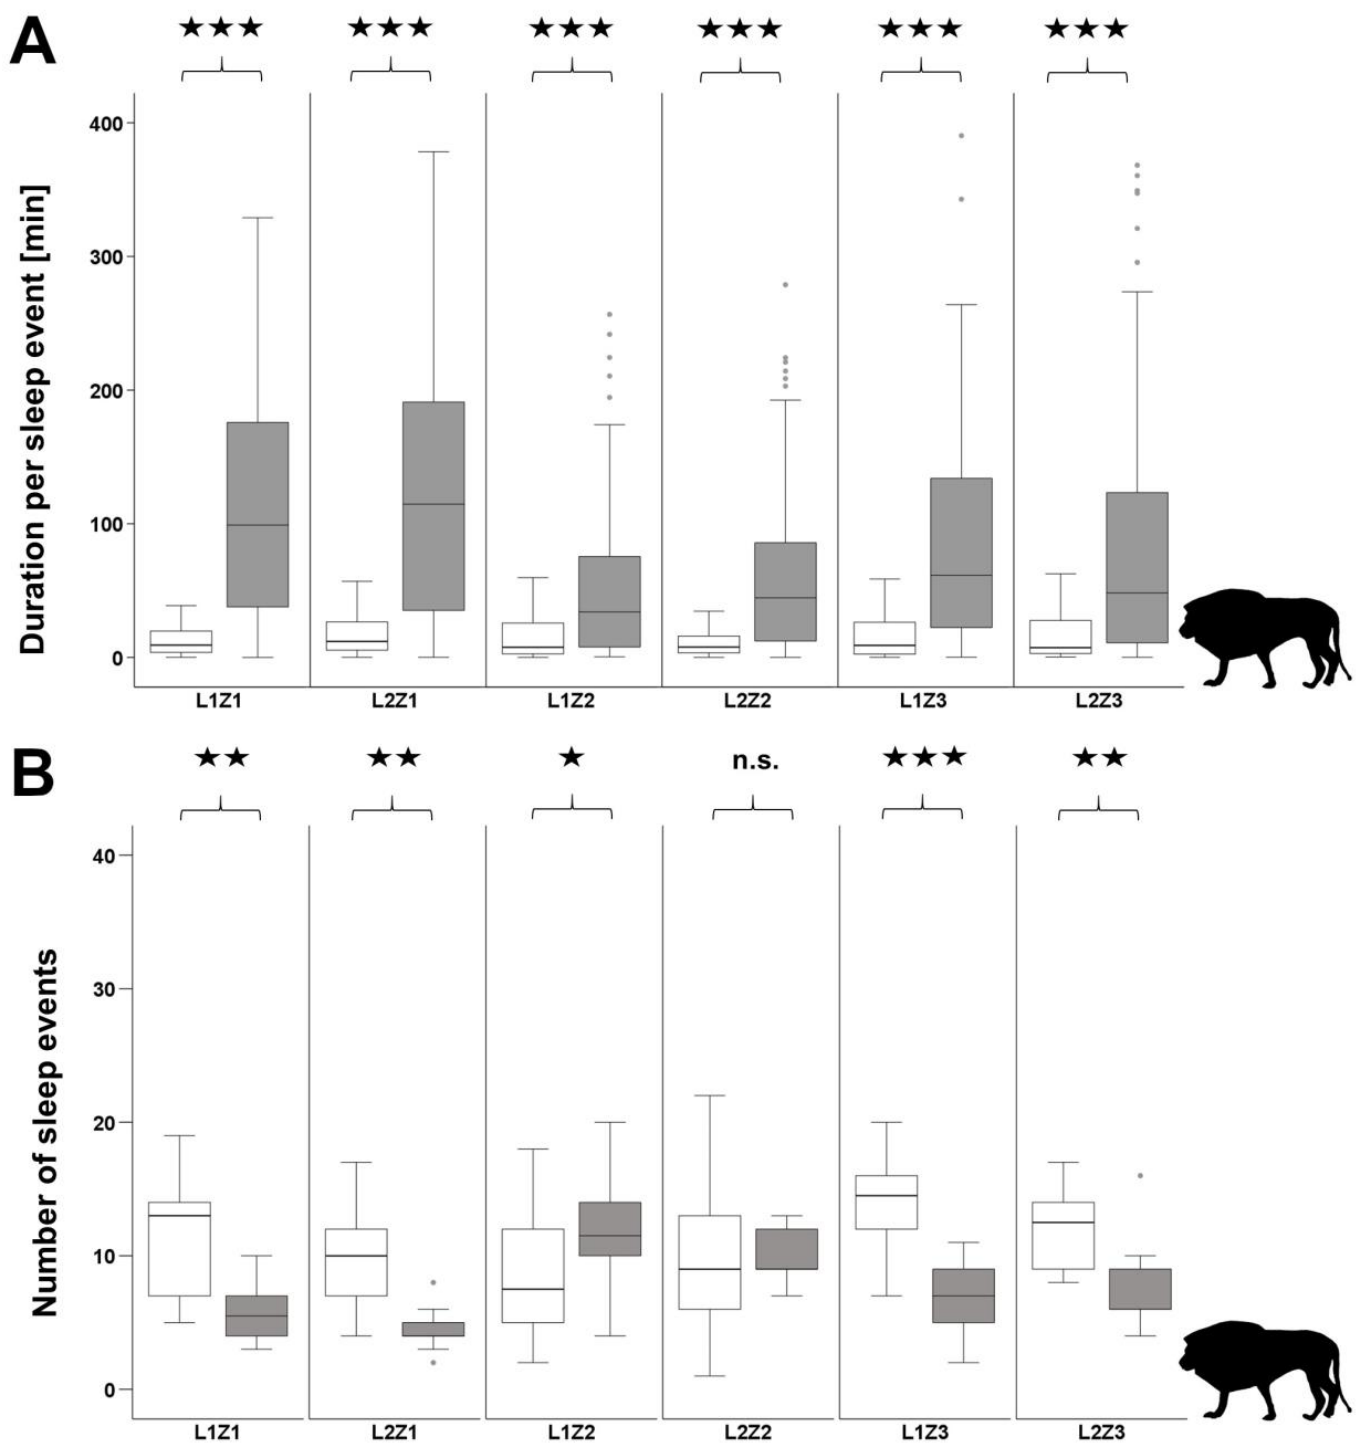 A
★★★ ★★★ ★★★ ★★★ ★★★ ★★★
Duration per sleep event [min]
400
300
200
100
0
L1Z1 L2Z1 L1Z2 L2Z2 L1Z3 L2Z3
B
★★ ★★ ★ n.s. ★★★ ★★
Number of sleep events
40
30
20
10
0
L1Z1 L2Z1 L1Z2 L2Z2 L1Z3 L2Z3